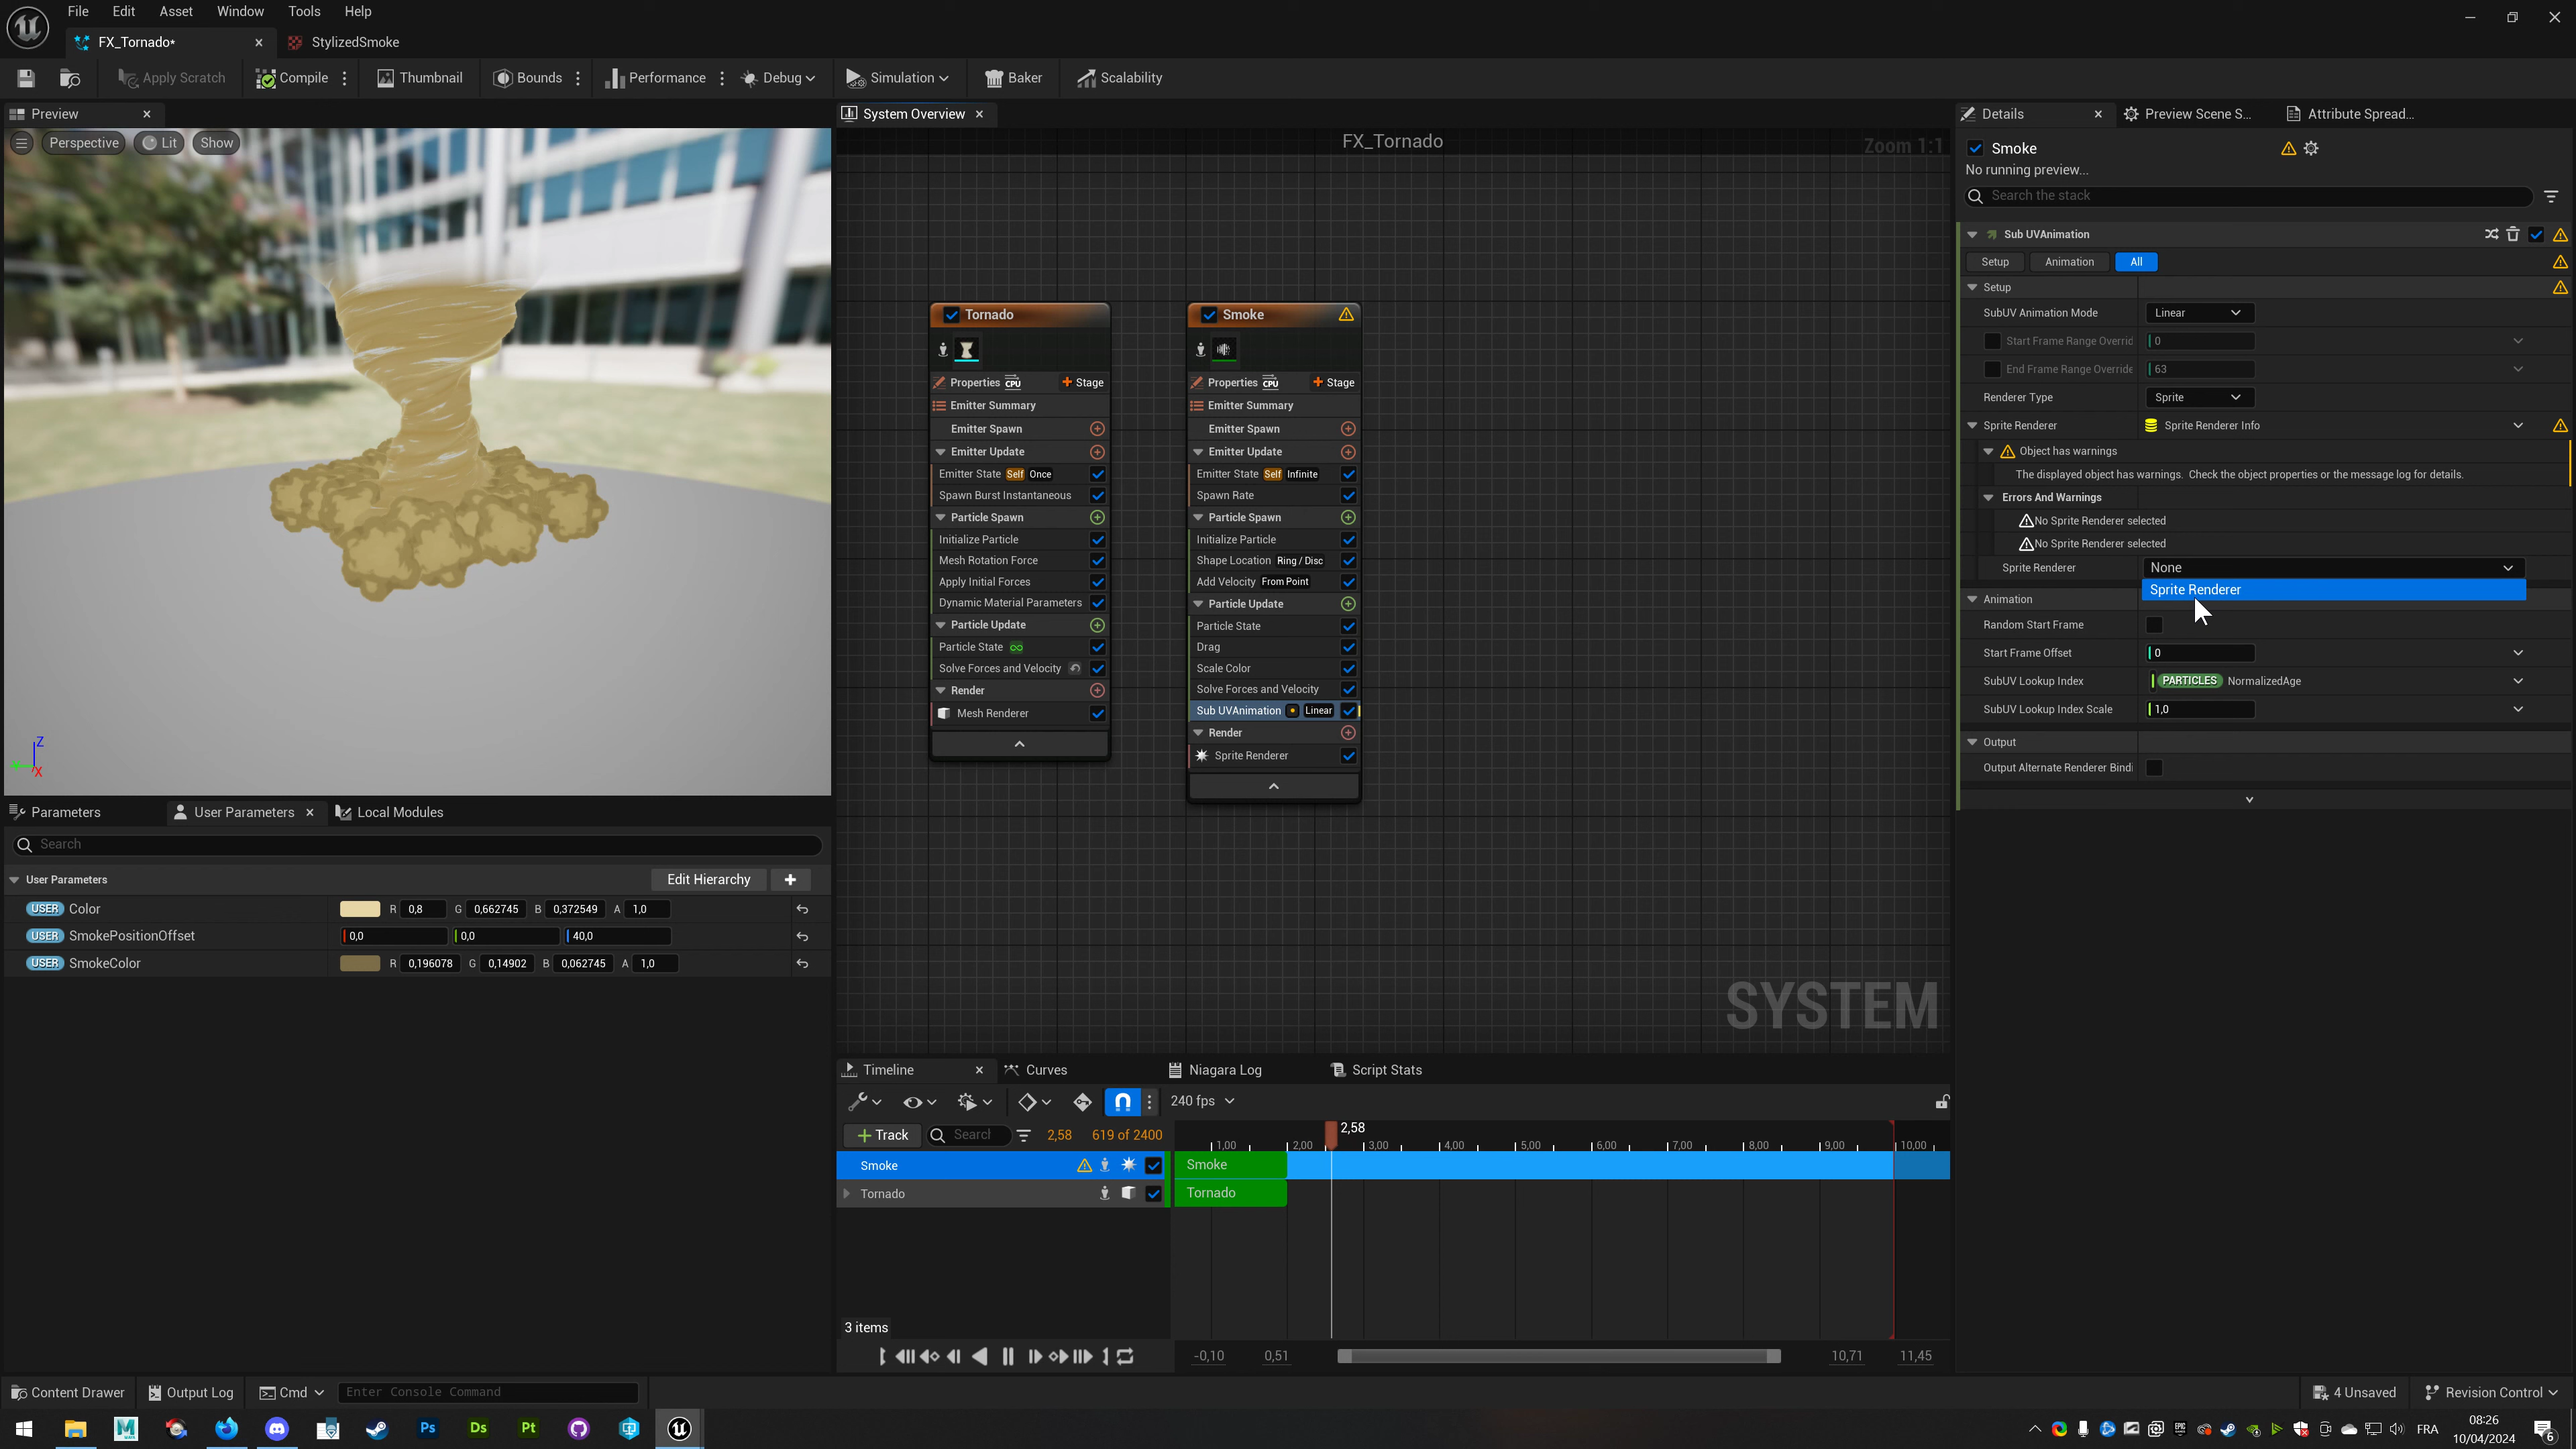 File Edit Asset Window Tools Help
FX_Tornado* StylizedSmoke
Apply Scratch Compile Thumbnail Bounds Performance Debug Simulation Baker Scalability
Preview
Perspective Lit Show
Z
X
Parameters User Parameters Local Modules
Search
User Parameters Edit Hierarchy
USER Color R 0,8 G 0,662745 B 0,372549 A 1,0
USER SmokePositionOffset 0,0 0,0 40,0
USER SmokeColor R 0,196078 G 0,14902 B 0,062745 A 1,0
System Overview
FX_Tornado
Zoom 1:1
Tornado
Properties CPU + Stage
Emitter Summary
Emitter Spawn
Emitter Update
Emitter State Self Once
Spawn Burst Instantaneous
Particle Spawn
Initialize Particle
Mesh Rotation Force
Apply Initial Forces
Dynamic Material Parameters
Particle Update
Particle State
Solve Forces and Velocity
Render
Mesh Renderer
Smoke
Properties CPU + Stage
Emitter Summary
Emitter Spawn
Emitter Update
Emitter State Self Infinite
Spawn Rate
Particle Spawn
Initialize Particle
Shape Location Ring / Disc
Add Velocity From Point
Particle Update
Particle State
Drag
Scale Color
Solve Forces and Velocity
Sub UVAnimation Linear
Render
Sprite Renderer
SYSTEM
Timeline Curves Niagara Log Script Stats
240 fps
+ Track Search 2,58 619 of 2400
2,58
1,00 2,00 3,00 4,00 5,00 6,00 7,00 8,00 9,00 10,00
Smoke Smoke
Tornado Tornado
3 items
-0,10 0,51 10,71 11,45
Details Preview Scene S... Attribute Spread...
Smoke
No running preview...
Search the stack
Sub UVAnimation
Setup Animation All
Setup
SubUV Animation Mode Linear
Start Frame Range Overrid 0
End Frame Range Override 63
Renderer Type Sprite
Sprite Renderer Sprite Renderer Info
Object has warnings
The displayed object has warnings. Check the object properties or the message log for details.
Errors And Warnings
No Sprite Renderer selected
No Sprite Renderer selected
Sprite Renderer None
Sprite Renderer
Animation
Random Start Frame
Start Frame Offset 0
SubUV Lookup Index PARTICLES NormalizedAge
SubUV Lookup Index Scale 1,0
Output
Output Alternate Renderer Bindi
Content Drawer Output Log Cmd Enter Console Command 4 Unsaved Revision Control
M Ps Ds Pt FRA 08:26
10/04/2024 6